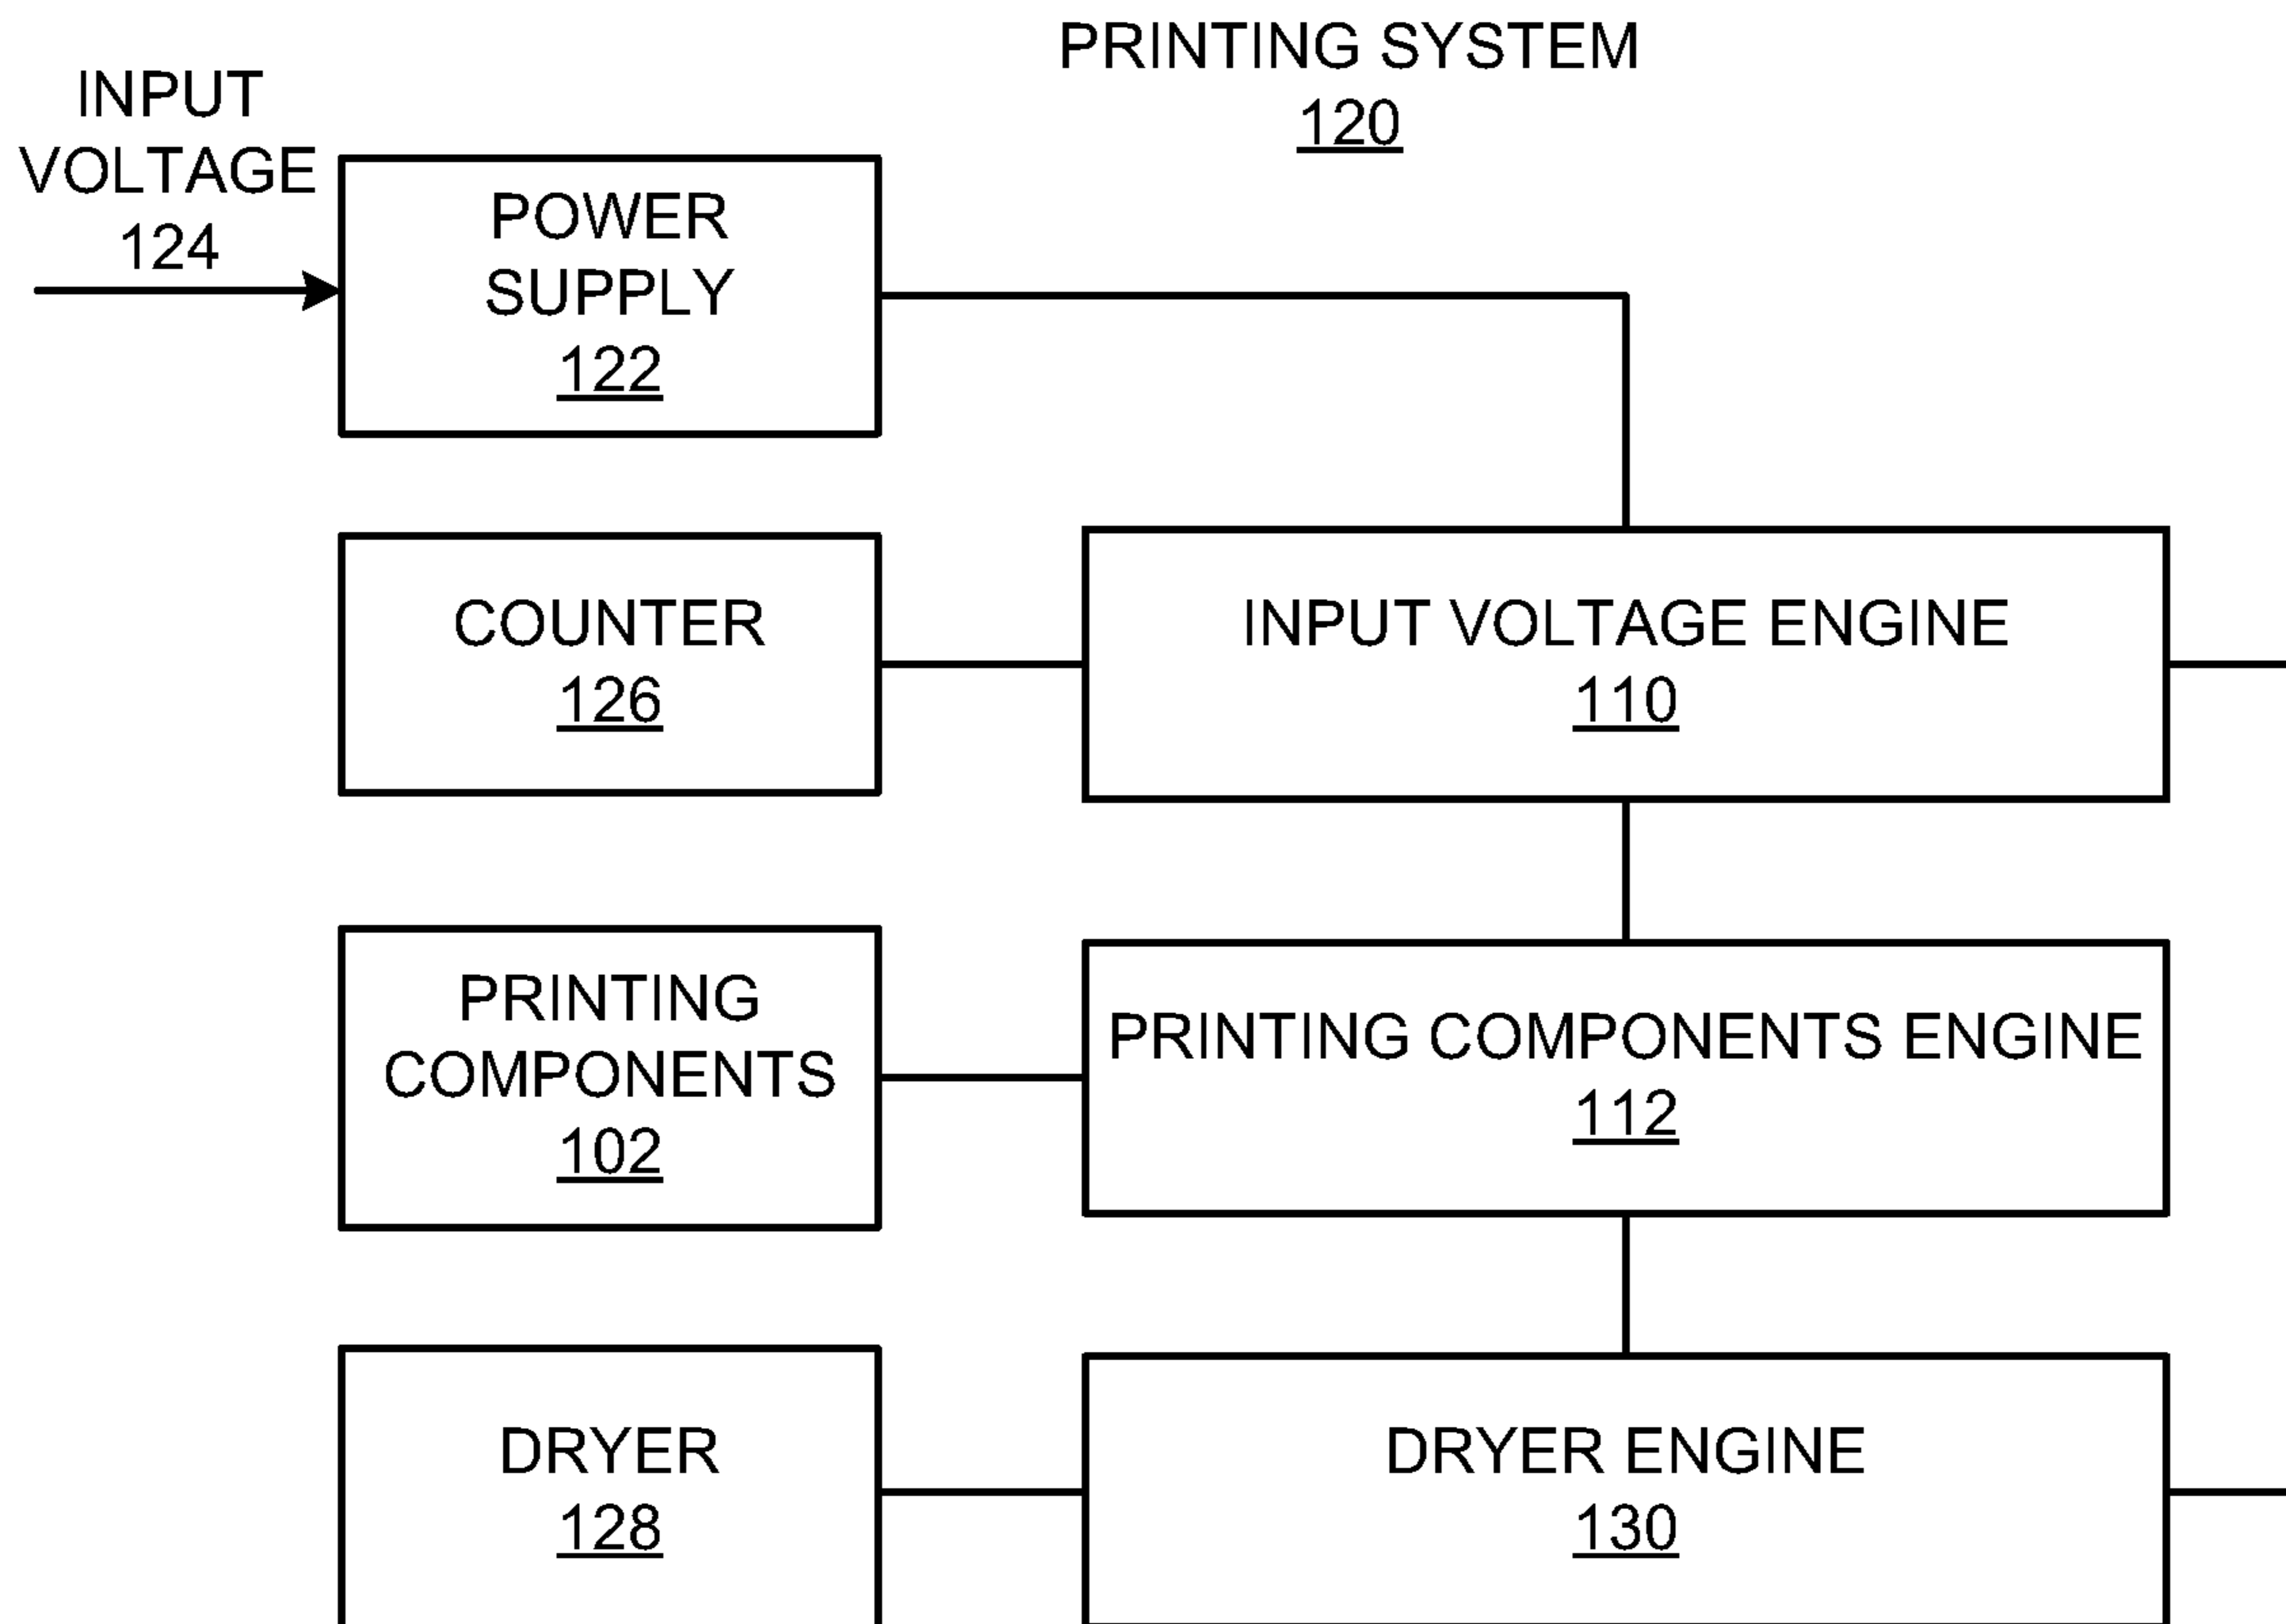 PRINTING SYSTEM
120
INPUT
VOLTAGE
124
POWER
SUPPLY
122
COUNTER
126
INPUT VOLTAGE ENGINE
110
PRINTING
COMPONENTS
102
PRINTING COMPONENTS ENGINE
112
DRYER
128
DRYER ENGINE
130